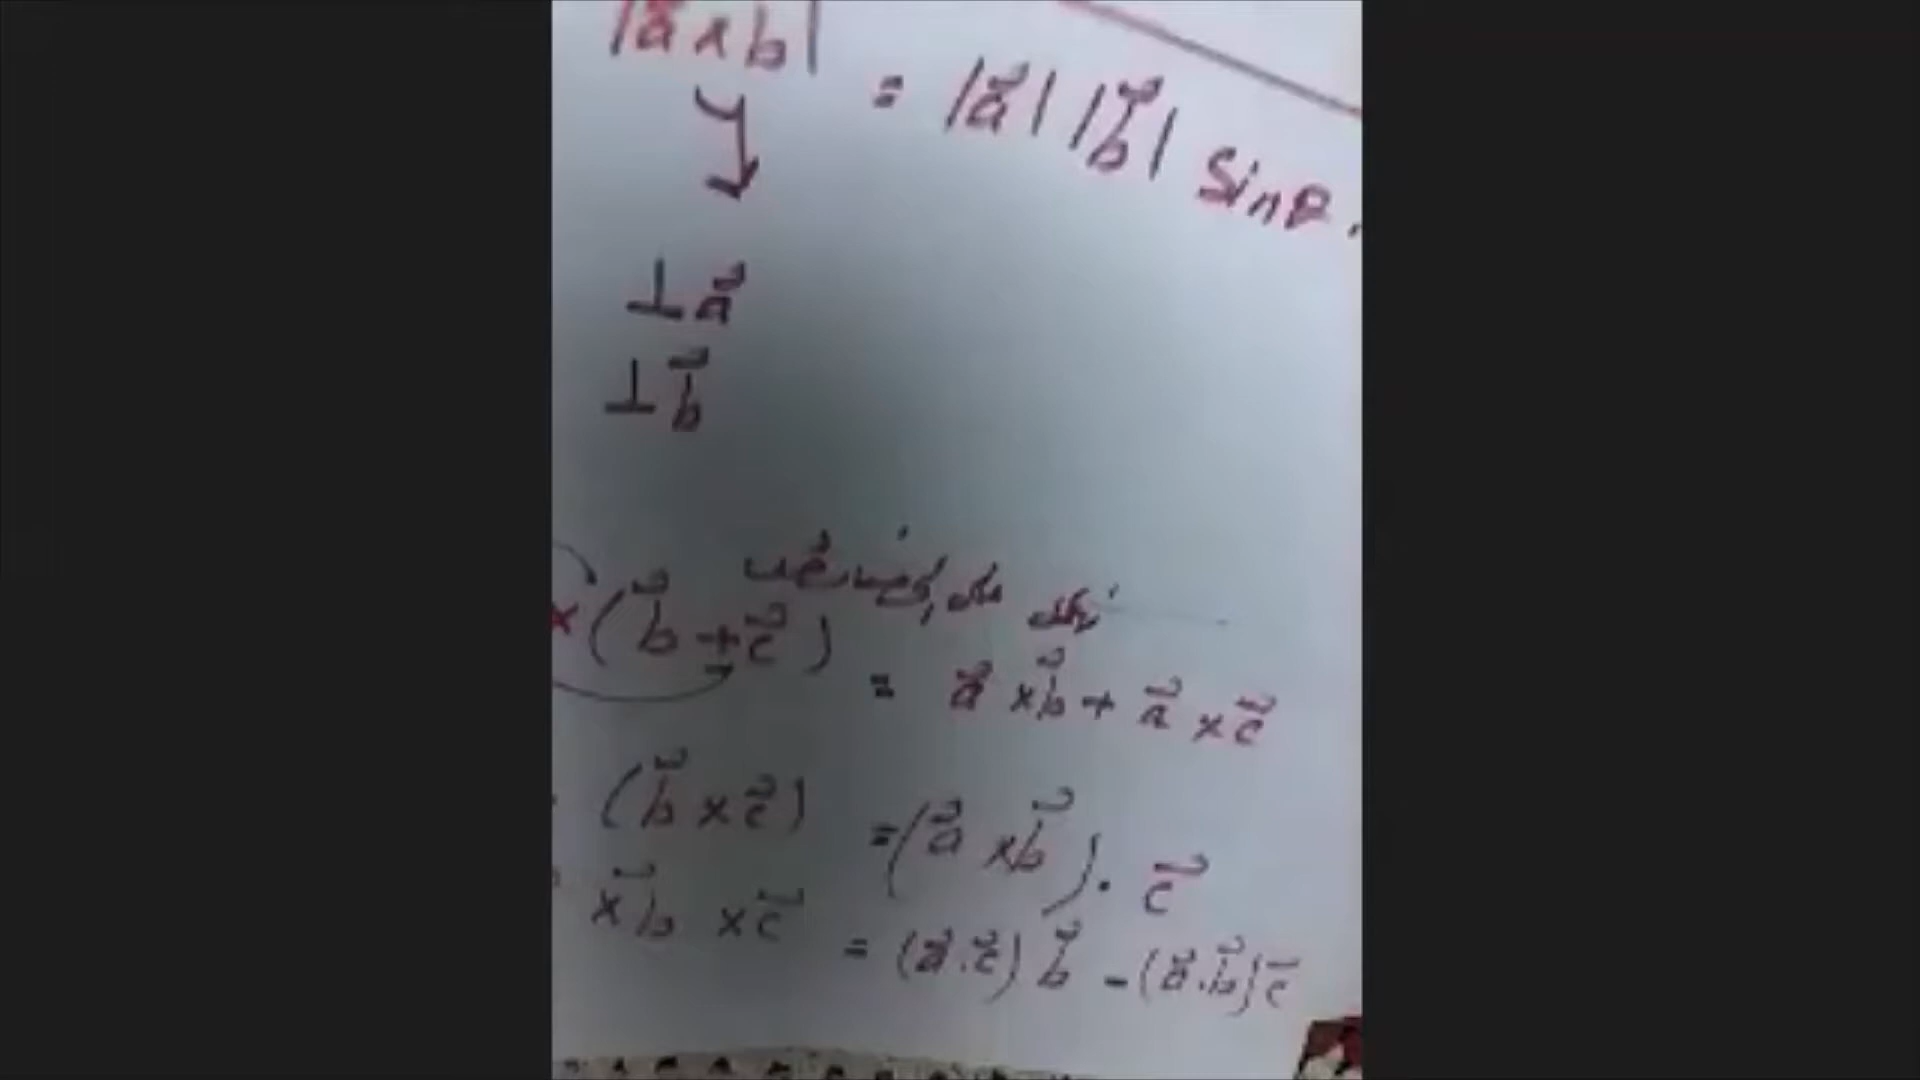 |a⃗ × b| = |a⃗| |b⃗| sinθ.
⊥ a⃗
⊥ b⃗
×(b⃗ + c⃗) = a⃗ × b⃗ + a⃗ × c⃗
(b⃗ × c⃗) = (a⃗ × b⃗) . c⃗
× b⃗ × c⃗ = (a⃗.c⃗) b⃗ - (a⃗.b⃗) c⃗